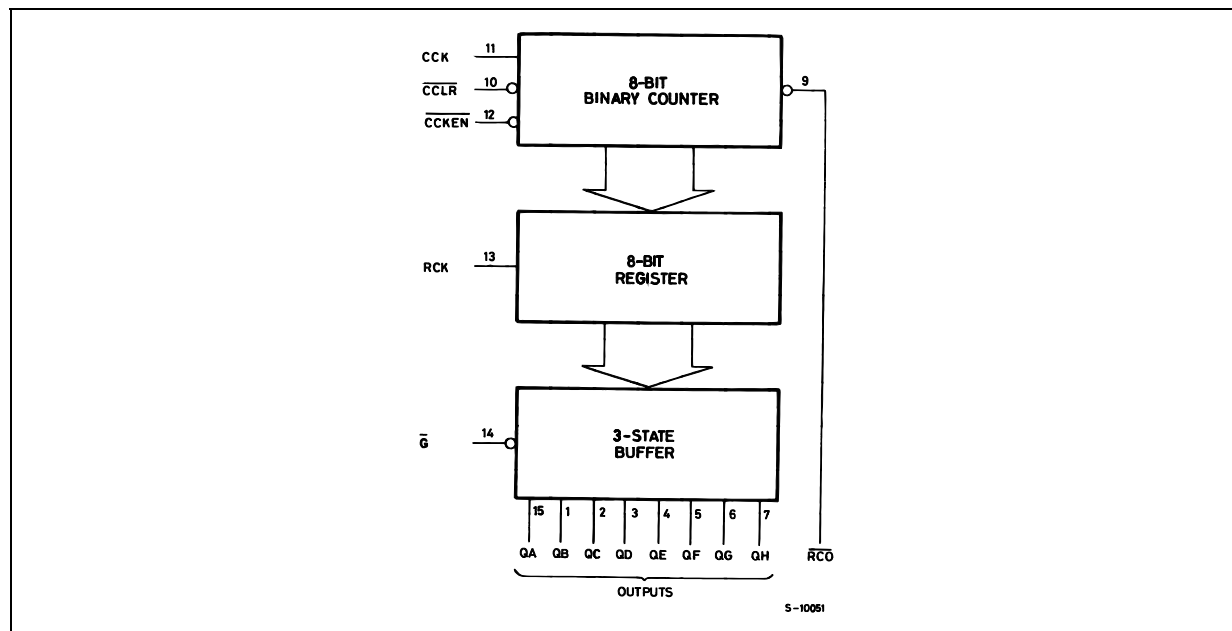 CCK 11
CCLR 10
CCKEN 12
8-BIT
BINARY COUNTER
9
RCK 13
8-BIT
REGISTER
G 14
3-STATE
BUFFER
15 1 2 3 4 5 6 7
QA QB QC QD QE QF QG QH RCO
OUTPUTS
S-10051